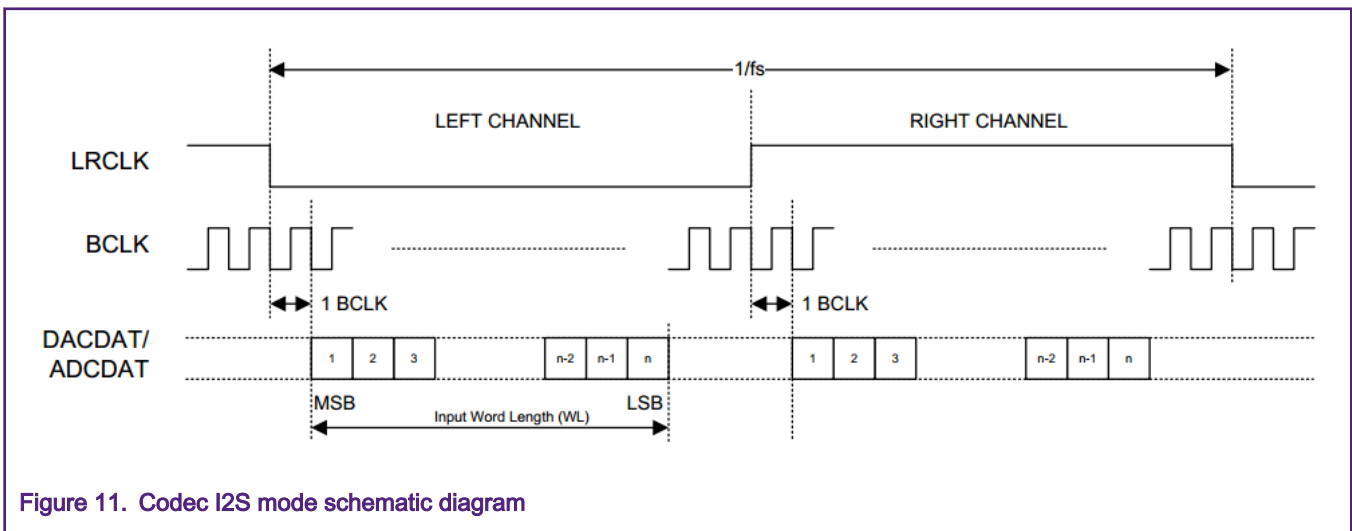 1/fs
LEFT CHANNEL
RIGHT CHANNEL
LRCLK
BCLK
1 BCLK
1 BCLK
DACDAT/
ADCDAT
1 2 3 n-2 n-1 n
1 2 3 n-2 n-1 n
MSB
LSB
Input Word Length (WL)
Figure 11. Codec I2S mode schematic diagram